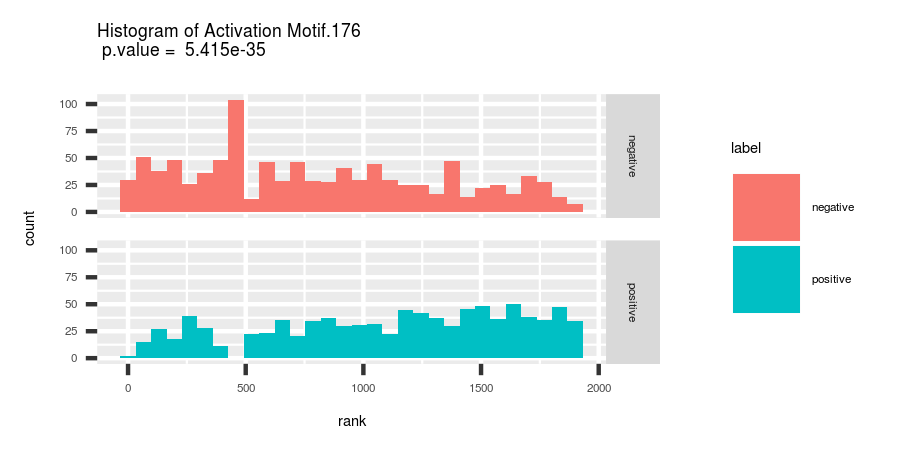 Histogram of Activation Motif.176
p.value =  5.415e-35
100
75
50
25
0
negative
100
75
50
25
0
positive
0 500 1000 1500 2000
rank
count
label
negative
positive